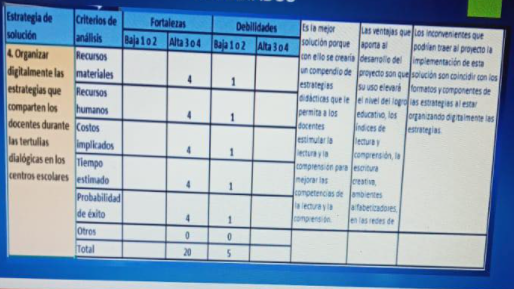 Estrategia de solución
Criterios de análisis
Fortalezas
Debilidades
Baja 1 o 2
Alta 3 o 4
Baja 1 o 2
Alta 3 o 4
4. Organizar
digitalmente las
estrategias que
comparten los
docentes durante
las tertulias
dialógicas en los
centros escolares
Recursos materiales
4
1
Recursos humanos
4
1
Costos implicados
4
1
Tiempo estimado
4
1
Probabilidad de éxito
4
1
Otros
0
0
Total
20
5
Es la mejor
solución porque
con ello se crearía
un compendio de
estrategias
didácticas que le
permita a los
docentes
estimular la
lectura y la
comprensión para
mejorar las
competencias de
la lectura y la
comprensión.
Las ventajas que
aporta al
desarrollo del
proyecto son que
su uso elevará
el nivel del logro
educativo, los
índices de
lectura y
comprensión, la
escritura
creativa,
ambientes
alfabetizadores,
en las redes de
Los inconvenientes que
podrían traer al proyecto la
implementación de esta
solución son coincidir con los
formatos y componentes de
las estrategias al estar
organizando digitalmente las
estrategias.